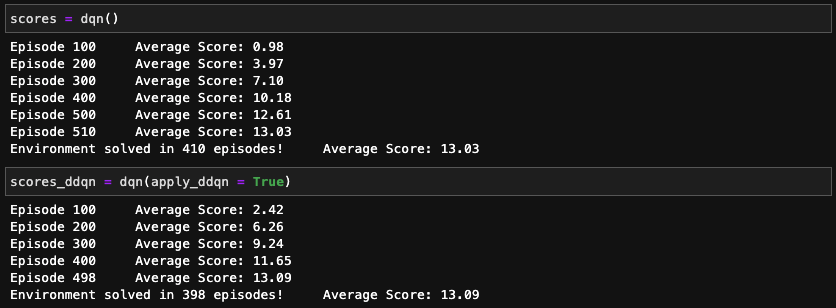 scores = dqn()
Episode 100 Average Score: 0.98
Episode 200 Average Score: 3.97
Episode 300 Average Score: 7.10
Episode 400 Average Score: 10.18
Episode 500 Average Score: 12.61
Episode 510 Average Score: 13.03
Environment solved in 410 episodes! Average Score: 13.03
scores_ddqn = dqn(apply_ddqn = True)
Episode 100 Average Score: 2.42
Episode 200 Average Score: 6.26
Episode 300 Average Score: 9.24
Episode 400 Average Score: 11.65
Episode 498 Average Score: 13.09
Environment solved in 398 episodes! Average Score: 13.09